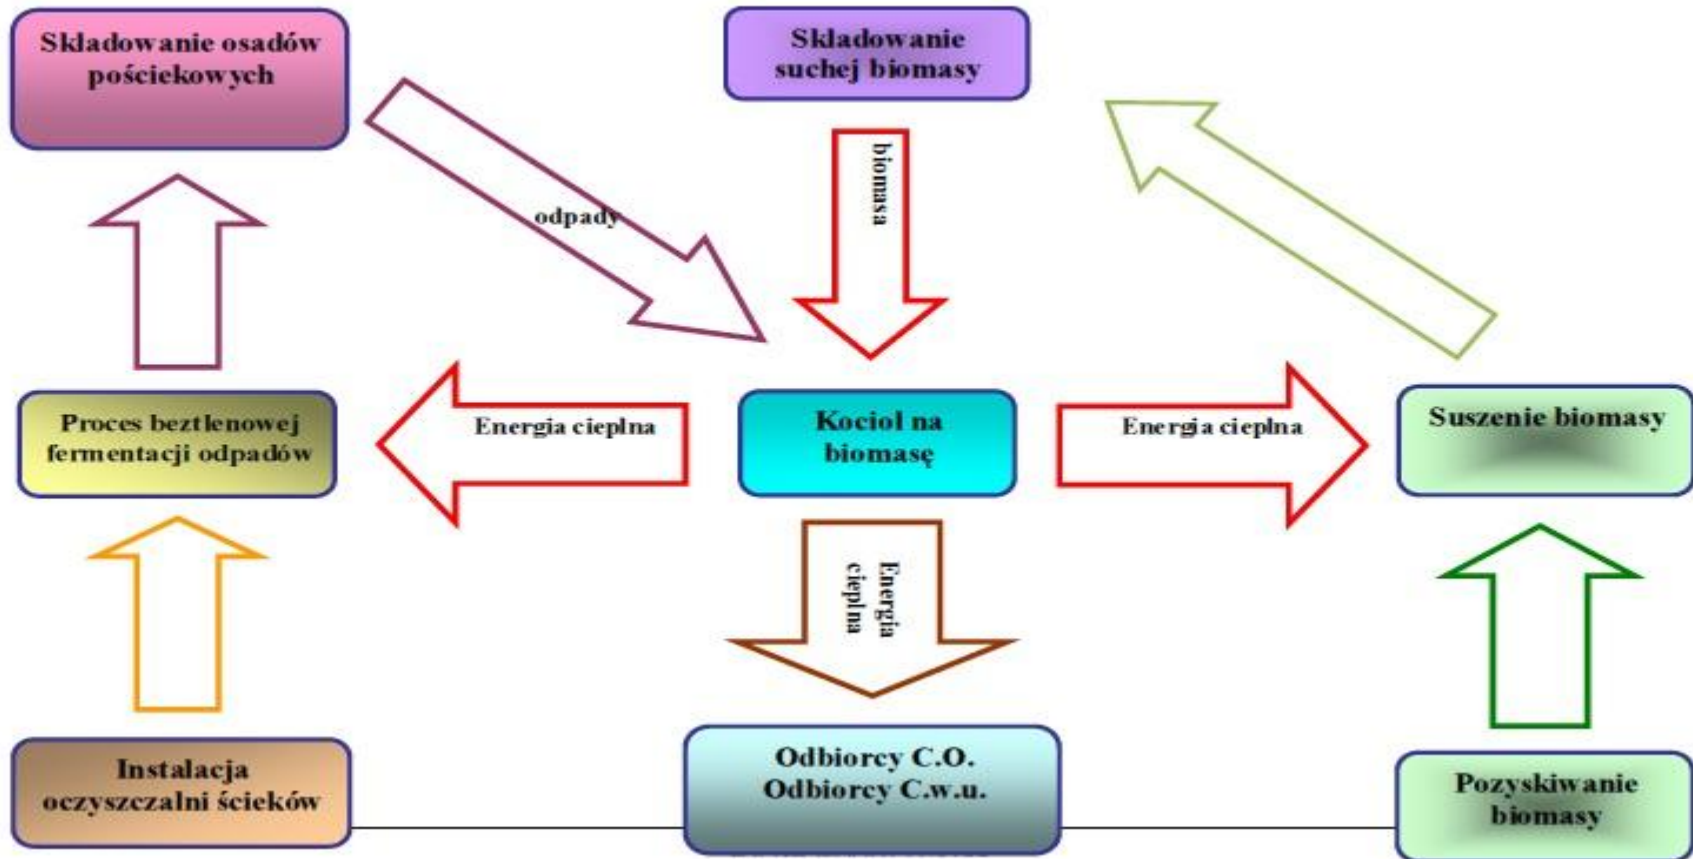 Składowanie osadów
pościekowych
Składowanie
suchej biomasy
biomasa
odpady
Proces beztlenowej
fermentacji odpadów
Energia cieplna
Kocioł na
biomasę
Energia cieplna
Suszenie biomasy
Energia
cieplna
Instalacja
oczyszczalni ścieków
Odbiorcy C.O.
Odbiorcy C.w.u.
Pozyskiwanie
biomasy